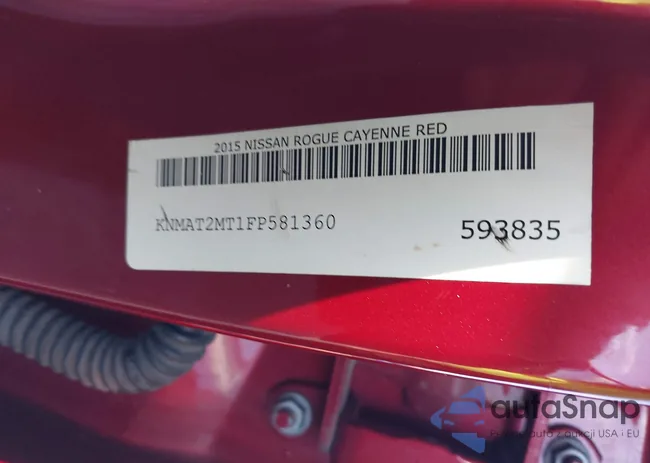 2015 NISSAN ROGUE CAYENNE RED
KNMAT2MT1FP581360
593835
autoSnap